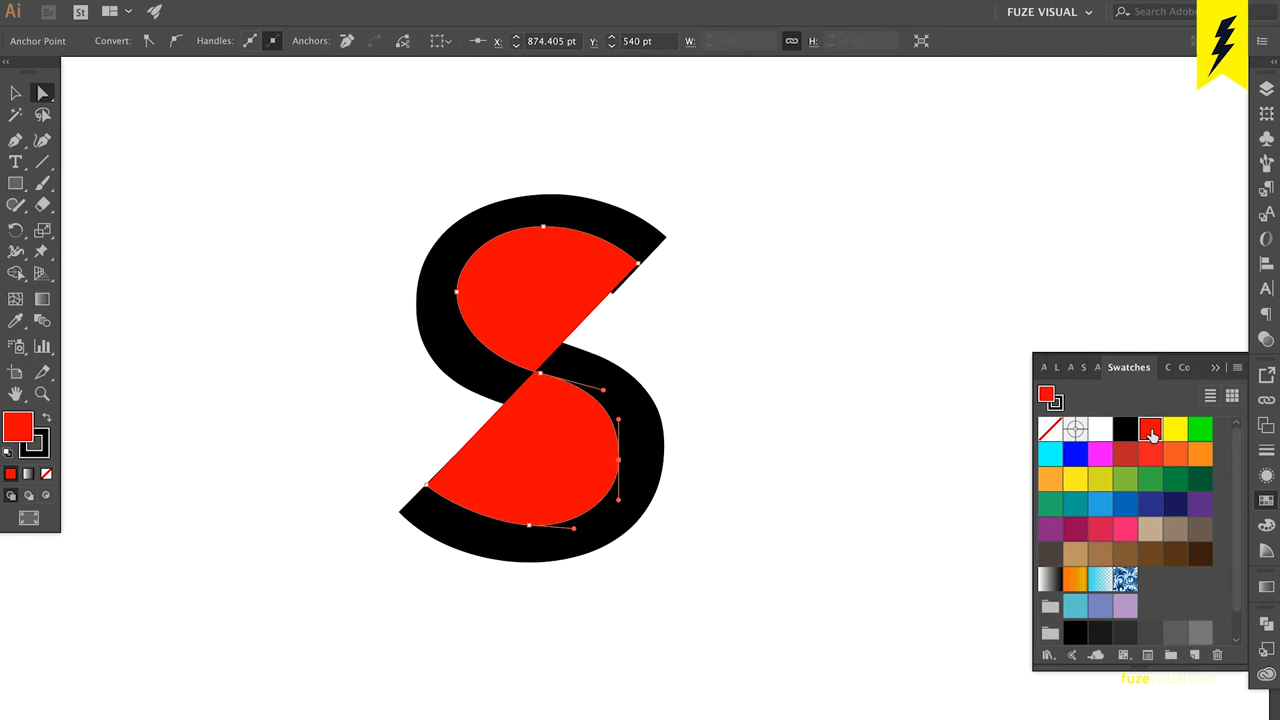 Ai Br St FUZE VISUAL Search Adobe
Anchor Point Convert: Handles: Anchors: X: 874.405 pt Y: 540 pt W: H:
A L A S A Swatches C Co
S
fuzevisual.com